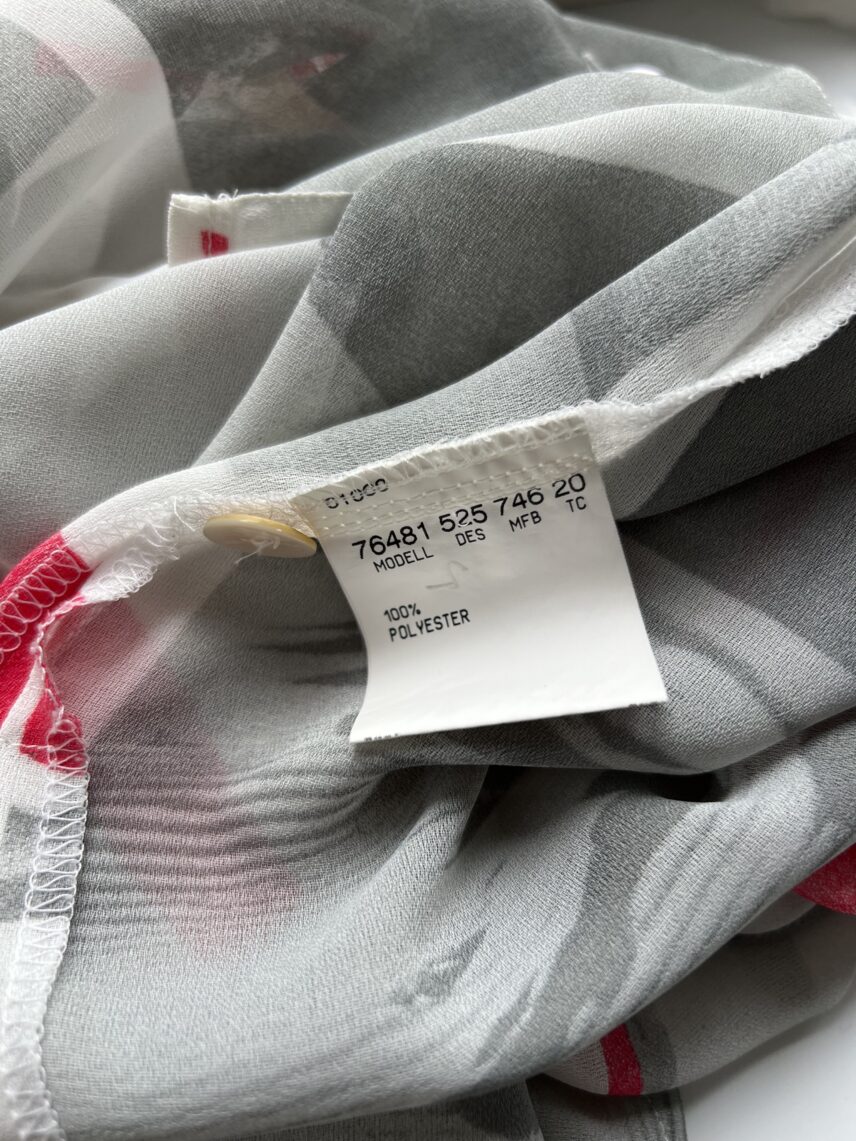 76481 525 746 20
MODELL DES MFB TC
100%
POLYESTER